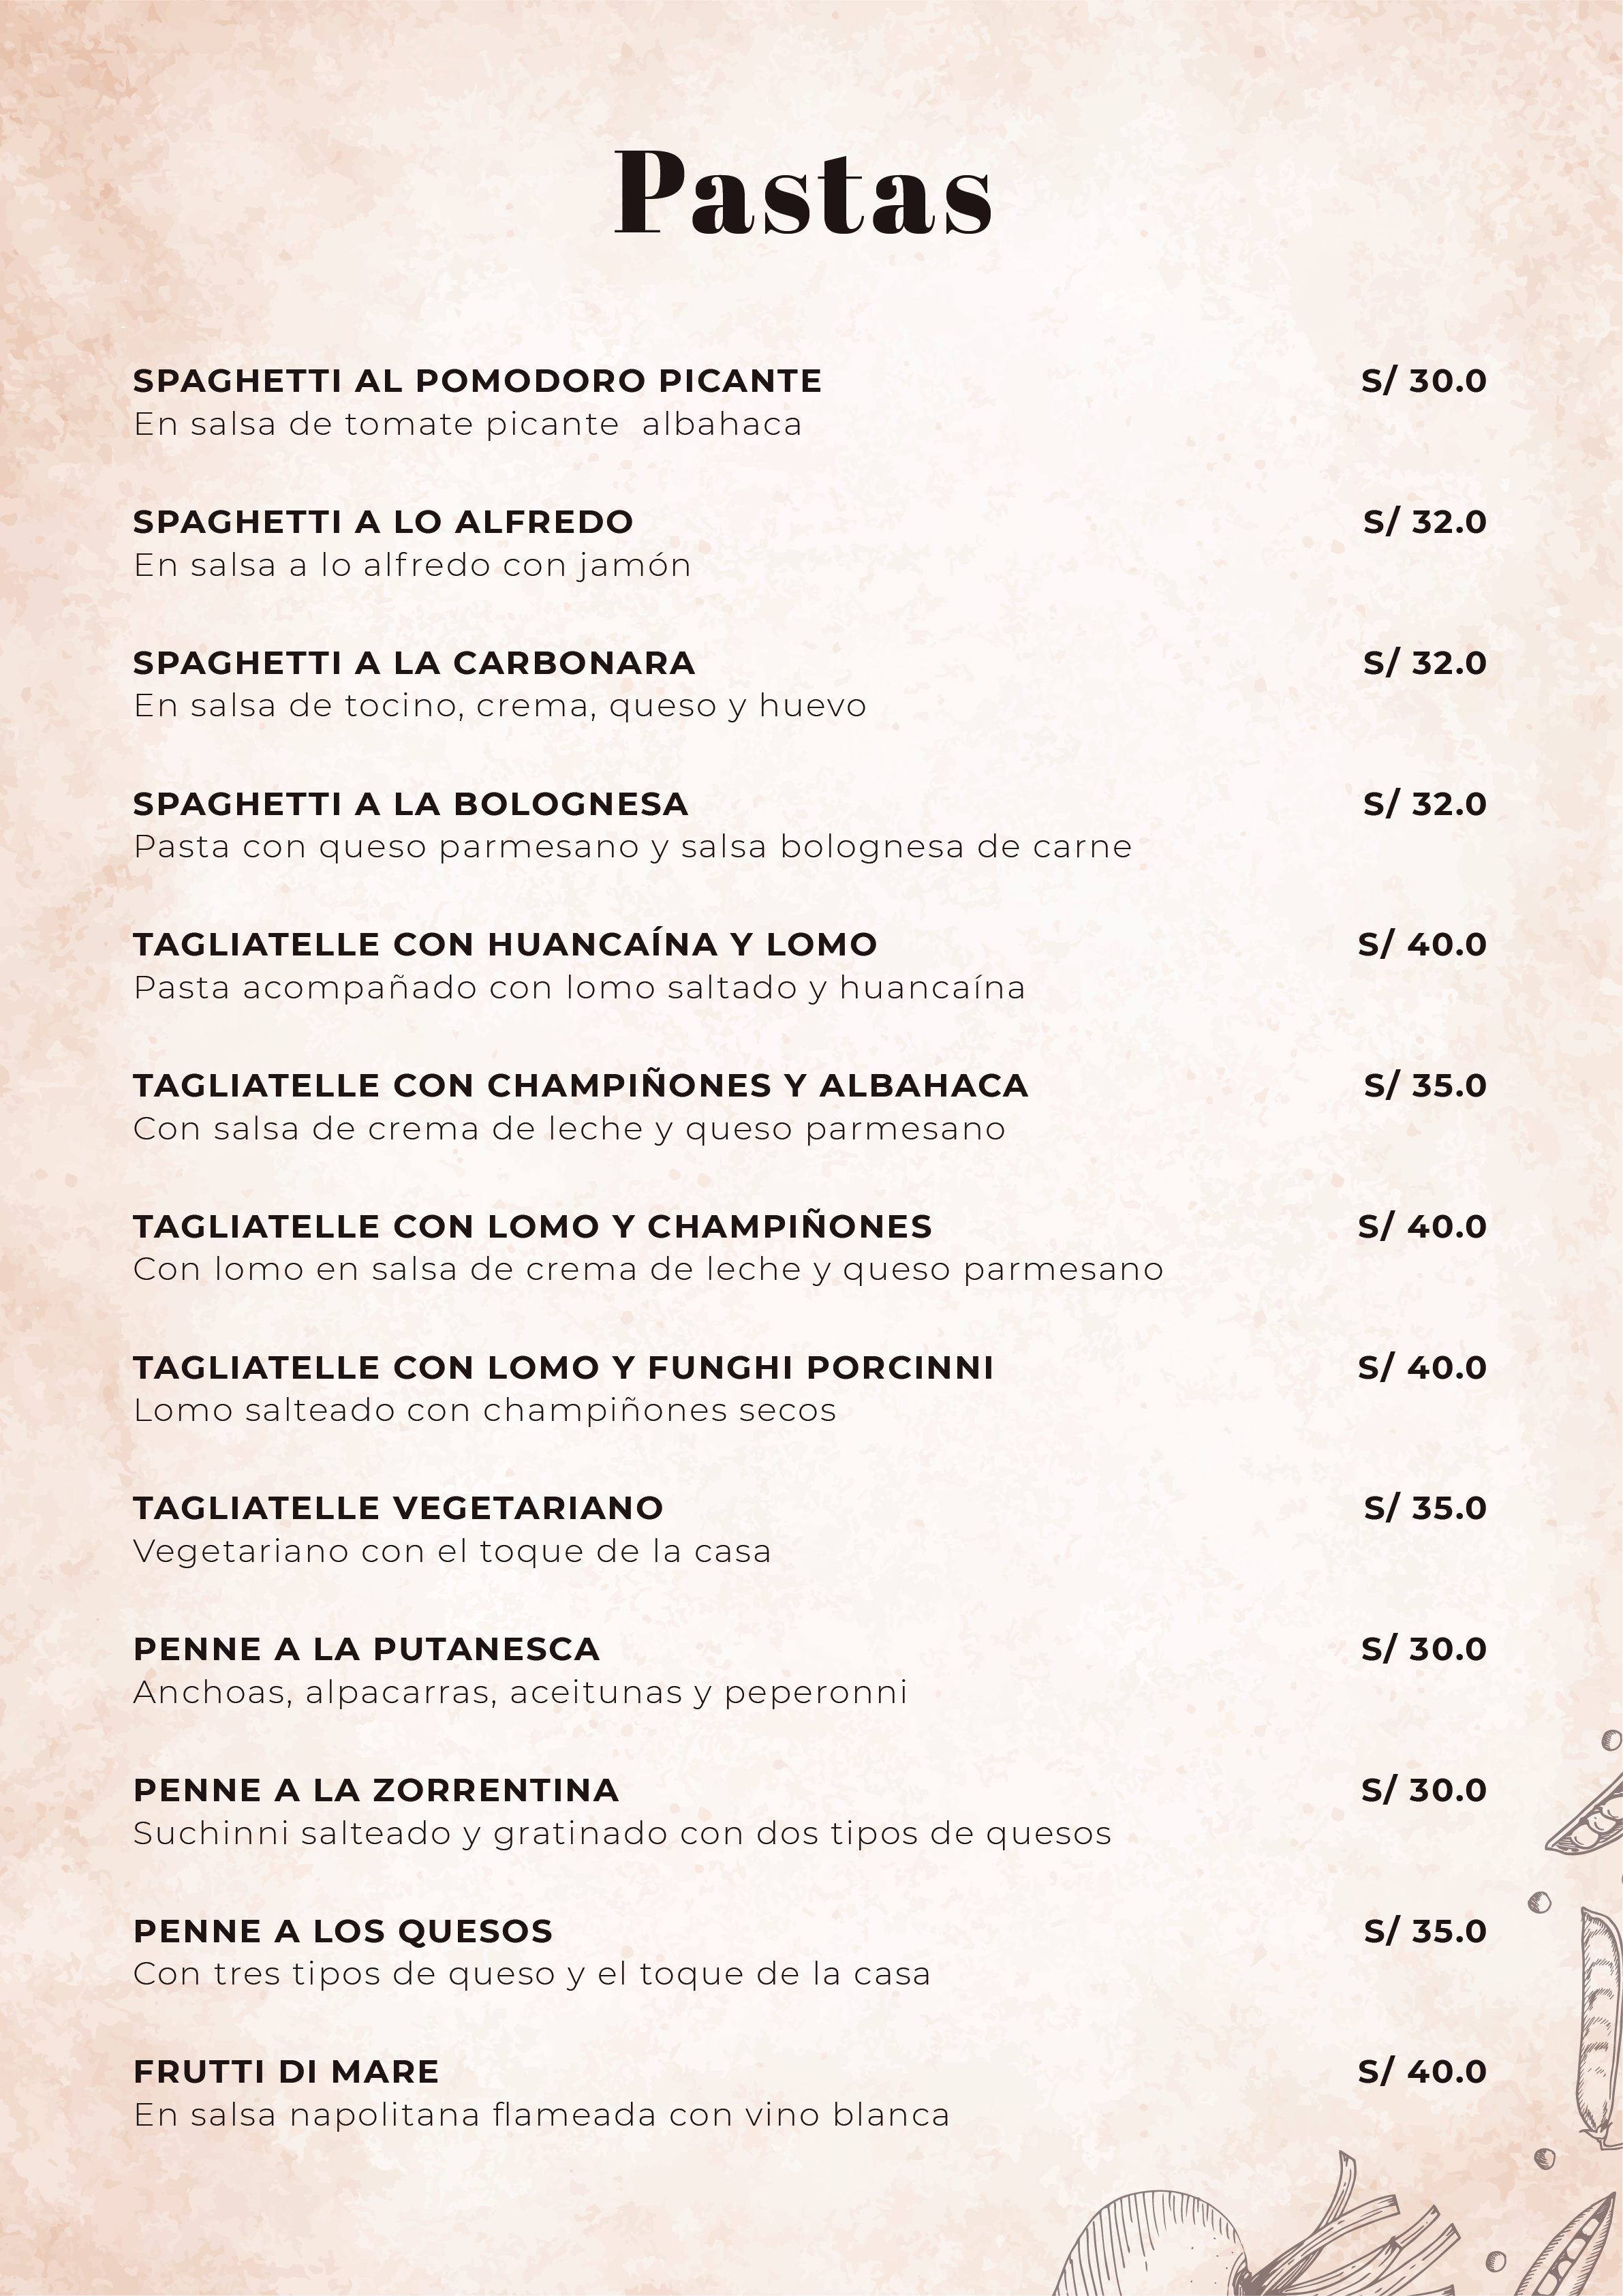 Pastas
SPAGHETTI AL POMODORO PICANTE S/ 30.0
En salsa de tomate picante  albahaca
SPAGHETTI A LO ALFREDO S/ 32.0
En salsa a lo alfredo con jamón
SPAGHETTI A LA CARBONARA S/ 32.0
En salsa de tocino, crema, queso y huevo
SPAGHETTI A LA BOLOGNESA S/ 32.0
Pasta con queso parmesano y salsa bolognesa de carne
TAGLIATELLE CON HUANCAÍNA Y LOMO S/ 40.0
Pasta acompañado con lomo saltado y huancaína
TAGLIATELLE CON CHAMPIÑONES Y ALBAHACA S/ 35.0
Con salsa de crema de leche y queso parmesano
TAGLIATELLE CON LOMO Y CHAMPIÑONES S/ 40.0
Con lomo en salsa de crema de leche y queso parmesano
TAGLIATELLE CON LOMO Y FUNGHI PORCINNI S/ 40.0
Lomo salteado con champiñones secos
TAGLIATELLE VEGETARIANO S/ 35.0
Vegetariano con el toque de la casa
PENNE A LA PUTANESCA S/ 30.0
Anchoas, alpacarras, aceitunas y peperonni
PENNE A LA ZORRENTINA S/ 30.0
Suchinni salteado y gratinado con dos tipos de quesos
PENNE A LOS QUESOS S/ 35.0
Con tres tipos de queso y el toque de la casa
FRUTTI DI MARE S/ 40.0
En salsa napolitana flameada con vino blanca